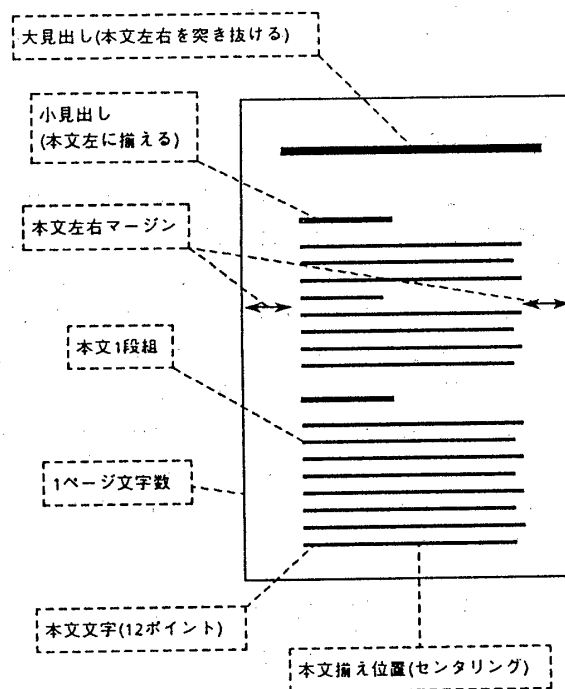 大見出し(本文左右を突き抜ける)
小見出し
(本文左に揃える)
本文左右マージン
本文1段組
1ページ文字数
本文文字(12ポイント)
本文揃え位置(センタリング)